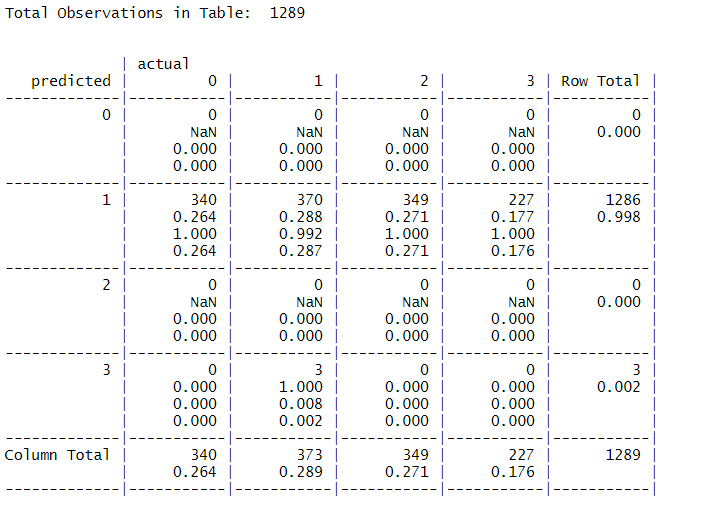 Total Observations in Table:  1289
             | actual
   predicted |         0 |         1 |         2 |         3 | Row Total |
-------------|-----------|-----------|-----------|-----------|-----------|
           0 |         0 |         0 |         0 |         0 |         0 |
             |       NaN |       NaN |       NaN |       NaN |     0.000 |
             |     0.000 |     0.000 |     0.000 |     0.000 |           |
             |     0.000 |     0.000 |     0.000 |     0.000 |           |
-------------|-----------|-----------|-----------|-----------|-----------|
           1 |       340 |       370 |       349 |       227 |      1286 |
             |     0.264 |     0.288 |     0.271 |     0.177 |     0.998 |
             |     1.000 |     0.992 |     1.000 |     1.000 |           |
             |     0.264 |     0.287 |     0.271 |     0.176 |           |
-------------|-----------|-----------|-----------|-----------|-----------|
           2 |         0 |         0 |         0 |         0 |         0 |
             |       NaN |       NaN |       NaN |       NaN |     0.000 |
             |     0.000 |     0.000 |     0.000 |     0.000 |           |
             |     0.000 |     0.000 |     0.000 |     0.000 |           |
-------------|-----------|-----------|-----------|-----------|-----------|
           3 |         0 |         3 |         0 |         0 |         3 |
             |     0.000 |     1.000 |     0.000 |     0.000 |     0.002 |
             |     0.000 |     0.008 |     0.000 |     0.000 |           |
             |     0.000 |     0.002 |     0.000 |     0.000 |           |
-------------|-----------|-----------|-----------|-----------|-----------|
Column Total |       340 |       373 |       349 |       227 |      1289 |
             |     0.264 |     0.289 |     0.271 |     0.176 |           |
-------------|-----------|-----------|-----------|-----------|-----------|